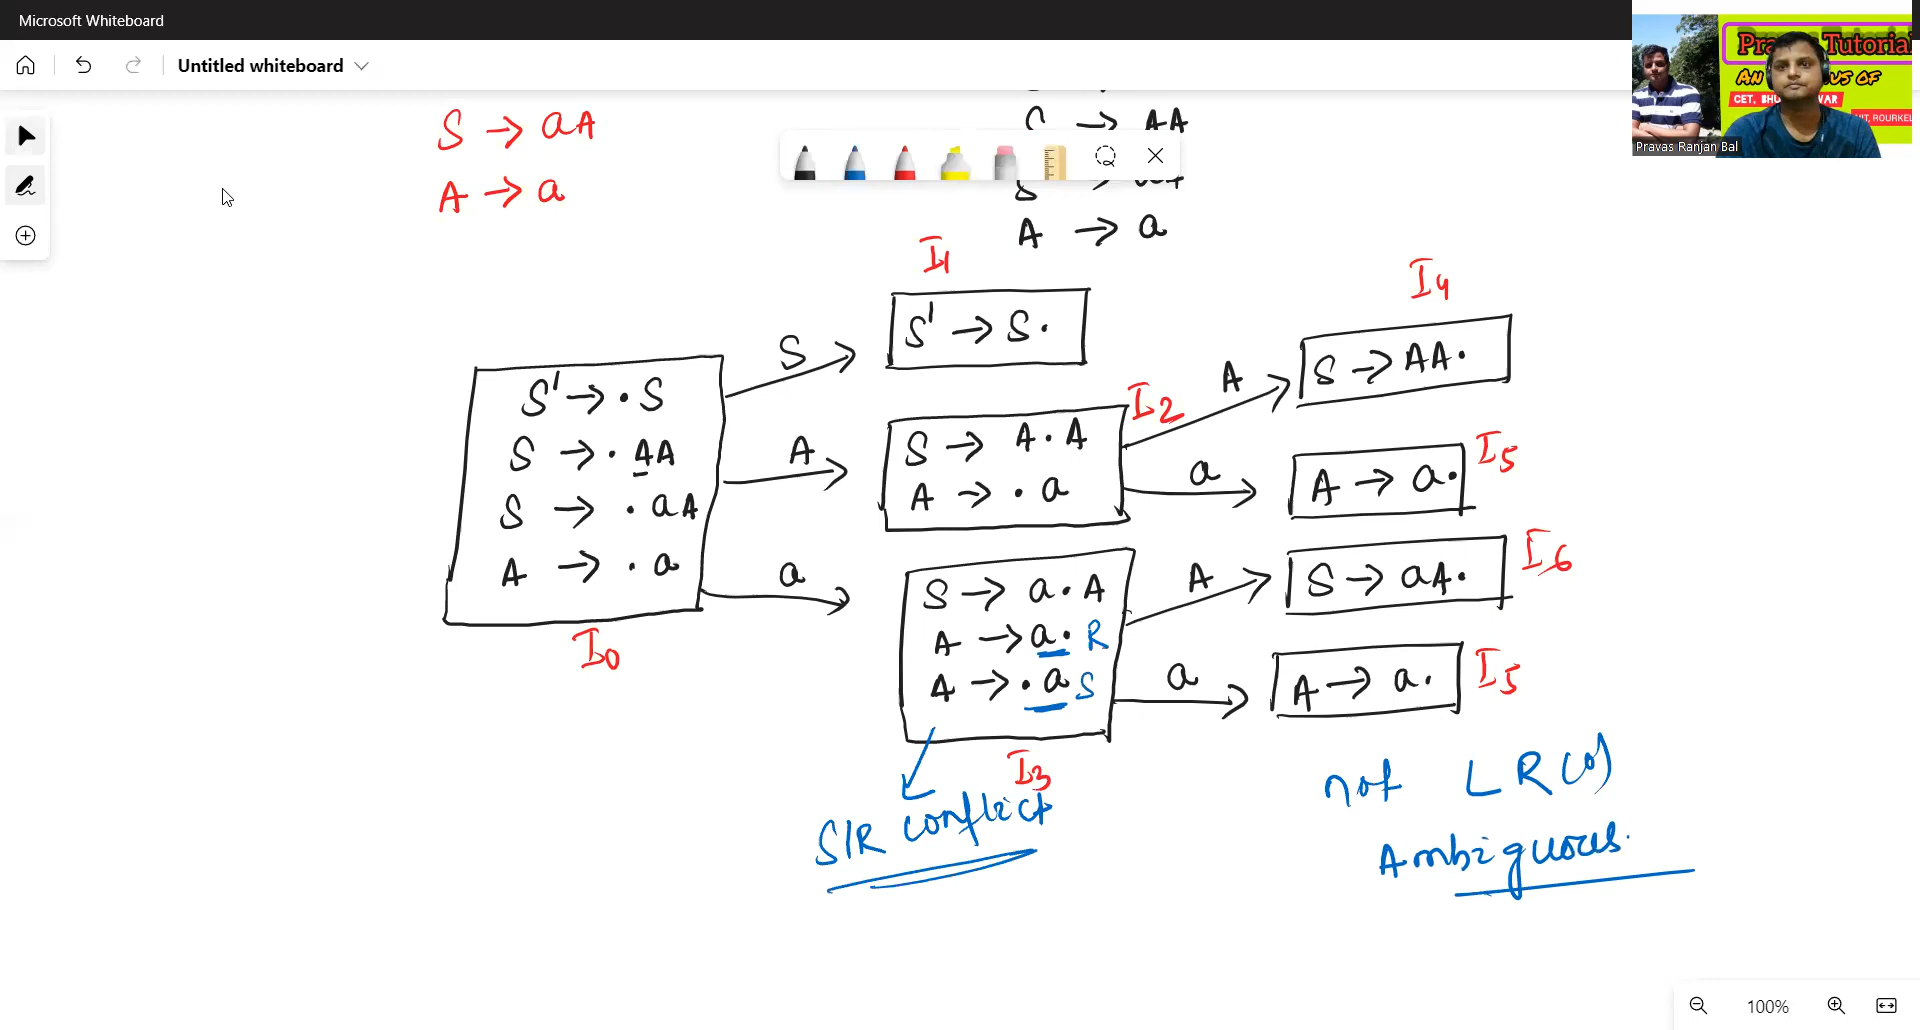 Microsoft Whiteboard
Untitled whiteboard
Pravas Ranjan Bal
S → aA
A → a
S → AA
A → a
I1
S' → S·
I4
S → AA·
S
S' → ·S
S → ·AA
S → ·aA
A → ·a
I0
A
I2
S → A·A
A → ·a
A
a
I5
A → a·
a
S → a·A
A → a· R
A → ·a S
I3
A
S → aA·
I6
a
A → a·
I5
S/R conflict
not LR(0)
Ambiguous.
100%